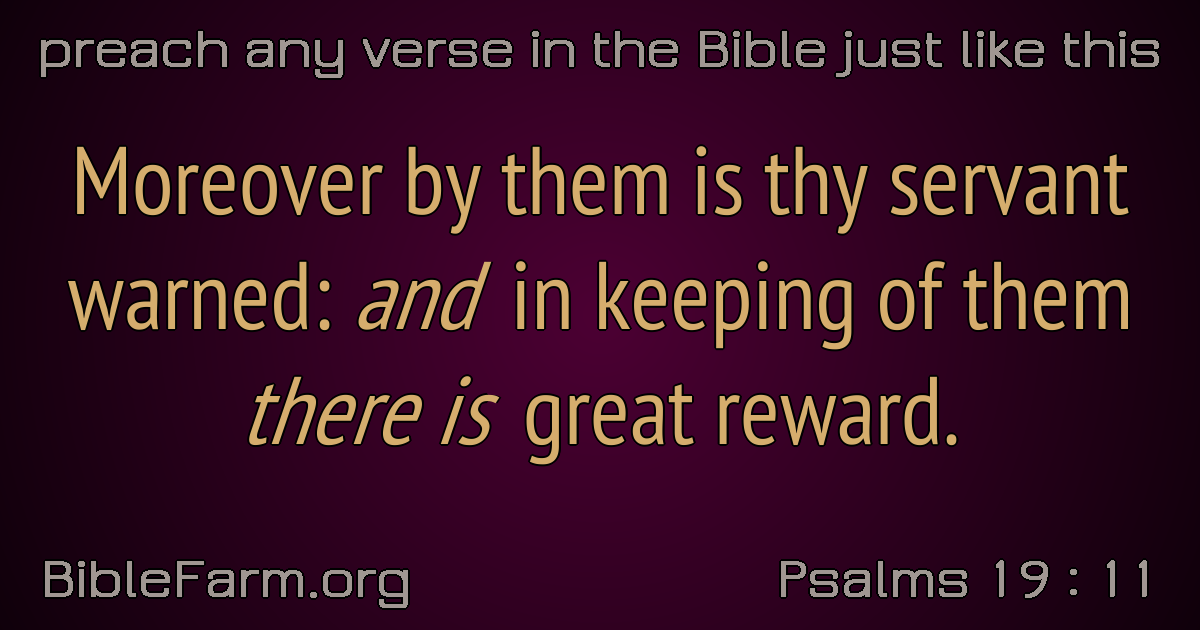 preach any verse in the Bible just like this
Moreover by them is thy servant
warned: and in keeping of them
there is great reward.
BibleFarm.org
Psalms 19 : 11